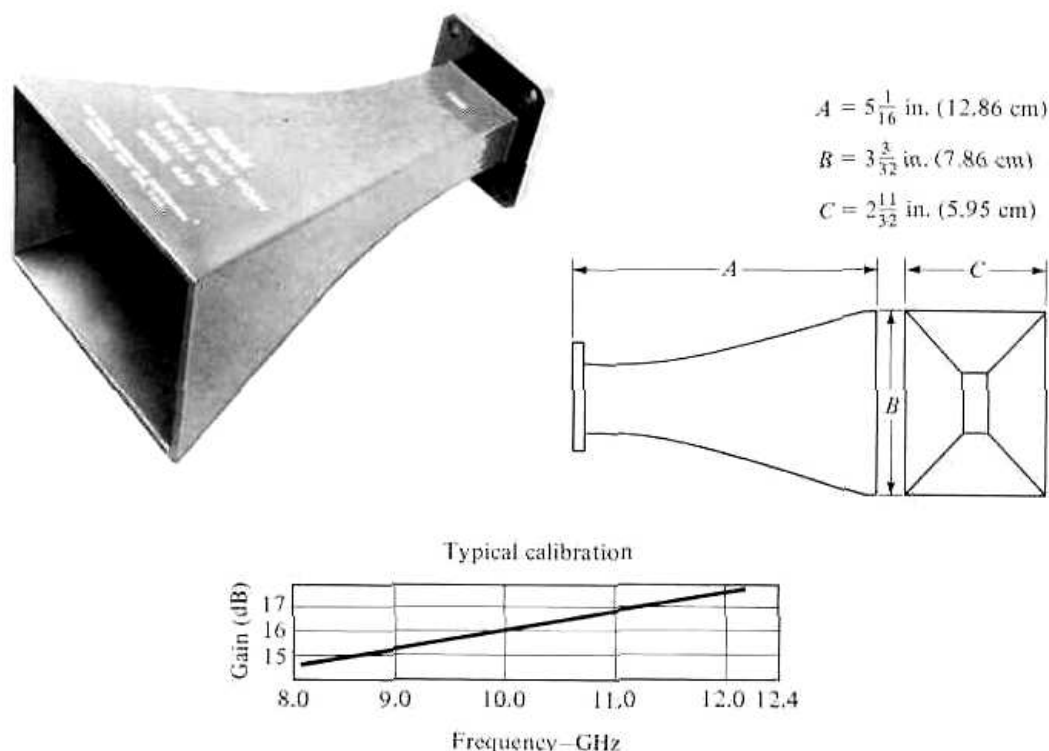 A = 5 1/16 in. (12.86 cm)
B = 3 3/32 in. (7.86 cm)
C = 2 11/32 in. (5.95 cm)
A
C
B
Typical calibration
Gain (dB)
17
16
15
8.0 9.0 10.0 11.0 12.0 12.4
Frequency–GHz